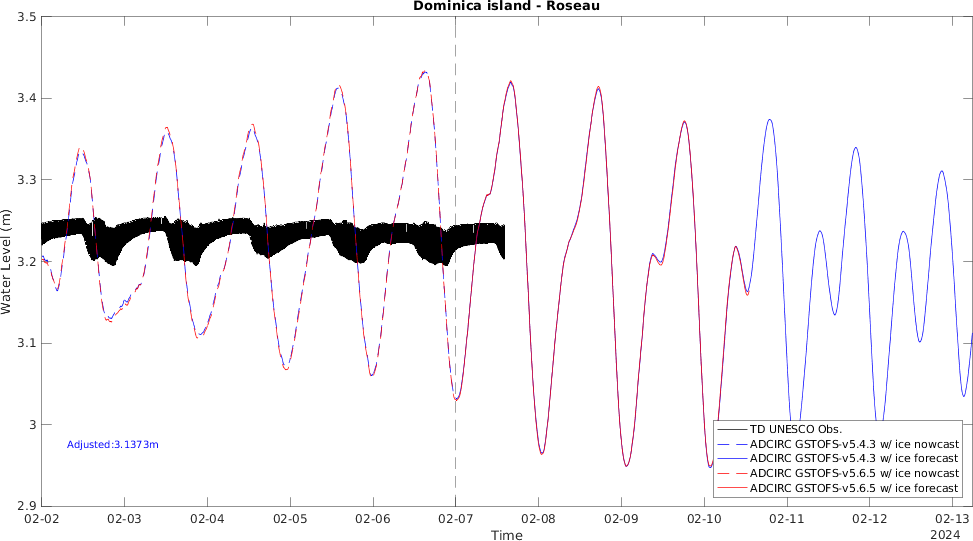 Dominica island - Roseau
3.5
3.4
3.3
3.2
3.1
3
2.9
Water Level (m)
Adjusted:3.1373m
TD UNESCO Obs.
ADCIRC GSTOFS-v5.4.3 w/ ice nowcast
ADCIRC GSTOFS-v5.4.3 w/ ice forecast
ADCIRC GSTOFS-v5.6.5 w/ ice nowcast
ADCIRC GSTOFS-v5.6.5 w/ ice forecast
02-02 02-03 02-04 02-05 02-06 02-07 02-08 02-09 02-10 02-11 02-12 02-13
Time
2024